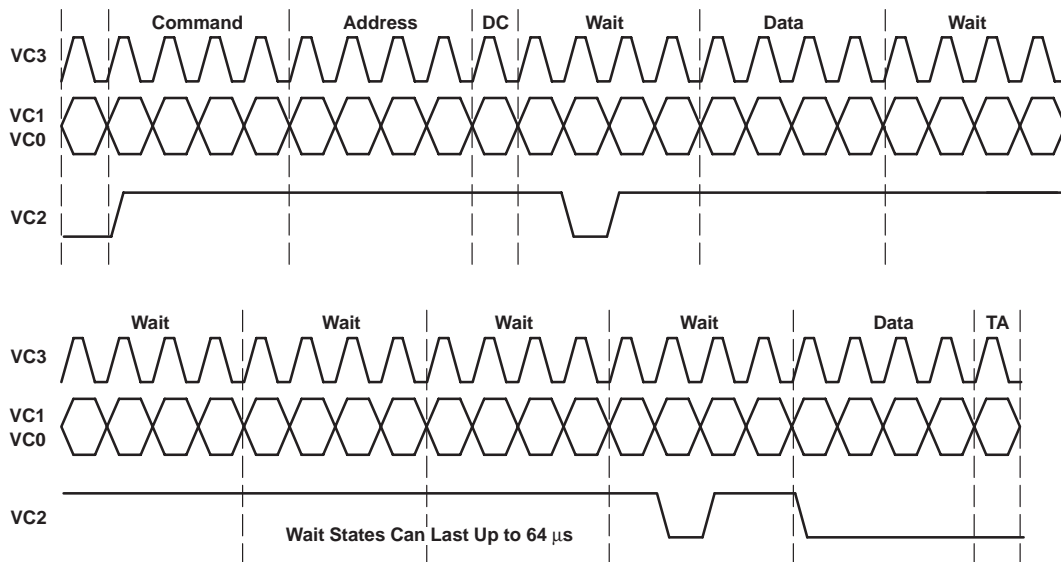 Command Address DC Wait Data Wait
VC3
VC1
VC0
VC2
Wait Wait Wait Wait Data TA
VC3
VC1
VC0
VC2
Wait States Can Last Up to 64 μs